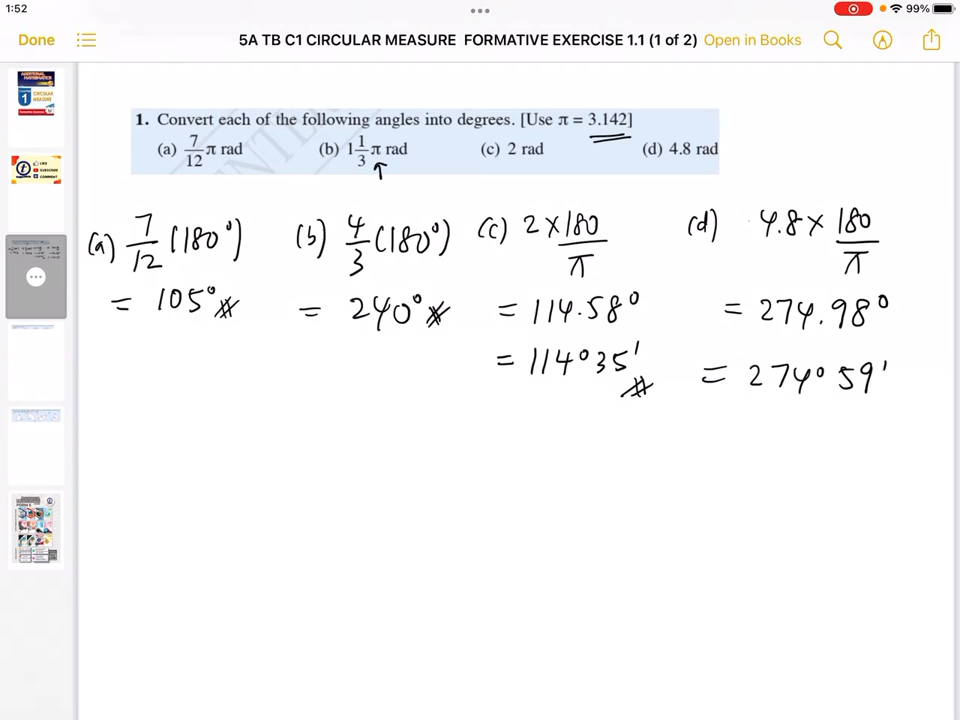 1:52
99%
Done
5A TB C1 CIRCULAR MEASURE FORMATIVE EXERCISE 1.1 (1 of 2)
Open in Books
1. Convert each of the following angles into degrees. [Use π = 3.142]
(a) 7/12 π rad (b) 1 1/3 π rad (c) 2 rad (d) 4.8 rad
(a) 7/12 (180°)
= 105°
(b) 4/3 (180°)
= 240°
(c) 2 × 180/π
= 114.58°
= 114°35'
(d) 4.8 × 180/π
= 274.98°
= 274°59'